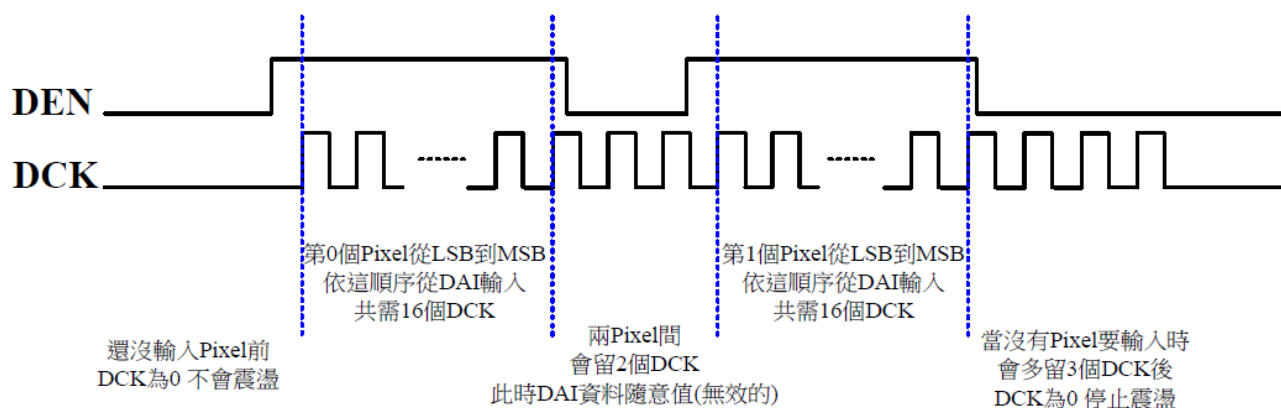 DEN
DCK
第0個Pixel從LSB到MSB
依這順序從DAI輸入
共需16個DCK
第1個Pixel從LSB到MSB
依這順序從DAI輸入
共需16個DCK
還沒輸入Pixel前
DCK為0 不會震盪
兩Pixel間
會留2個DCK
此時DAI資料隨意值(無效的)
當沒有Pixel要輸入時
會多留3個DCK後
DCK為0 停止震盪